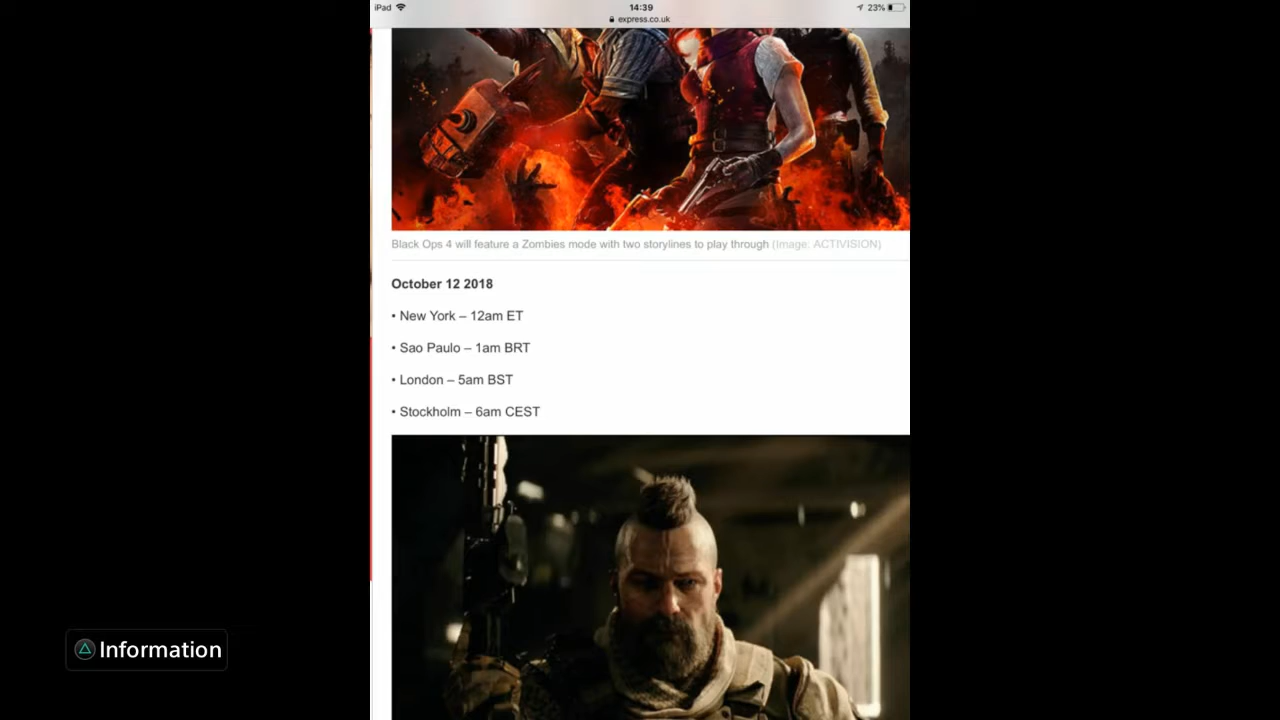 iPad 14:39 23%
express.co.uk
Black Ops 4 will feature a Zombies mode with two storylines to play through (Image: ACTIVISION)
October 12 2018
• New York – 12am ET
• Sao Paulo – 1am BRT
• London – 5am BST
• Stockholm – 6am CEST
Information